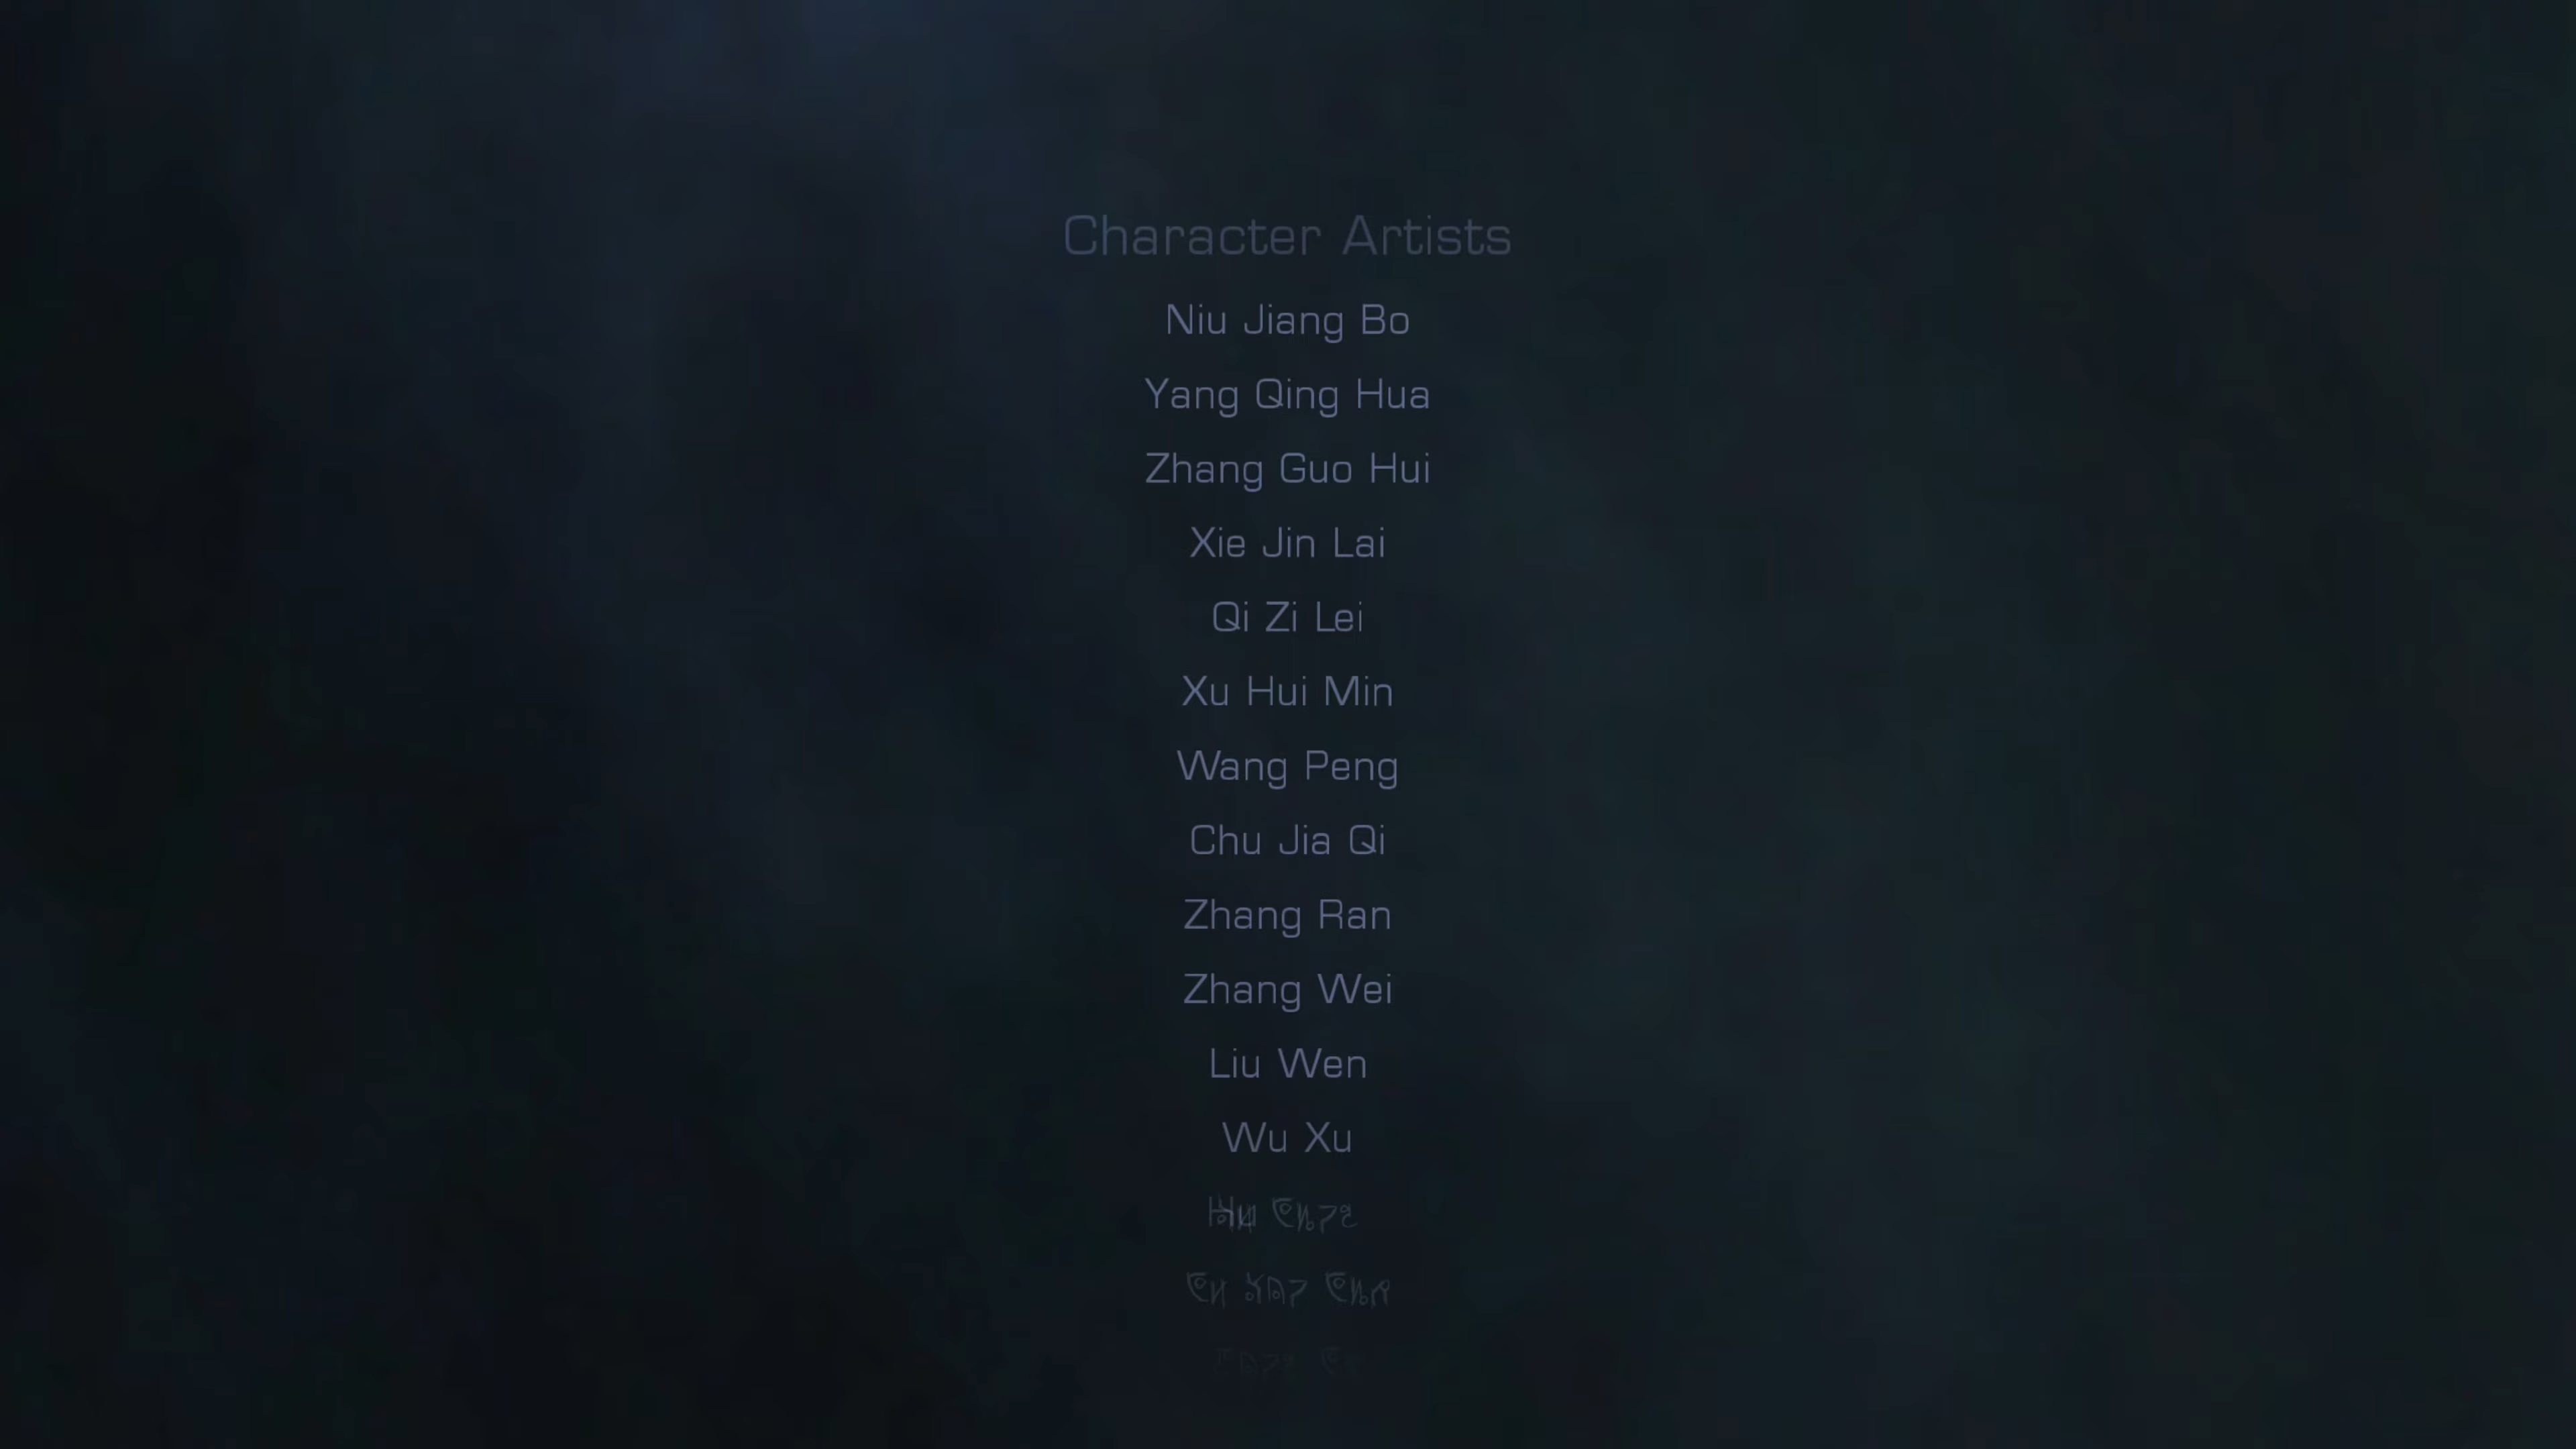 Character Artists
Niu Jiang Bo
Yang Qing Hua
Zhang Guo Hui
Xie Jin Lai
Qi Zi Lei
Xu Hui Min
Wang Peng
Chu Jia Qi
Zhang Ran
Zhang Wei
Liu Wen
Wu Xu